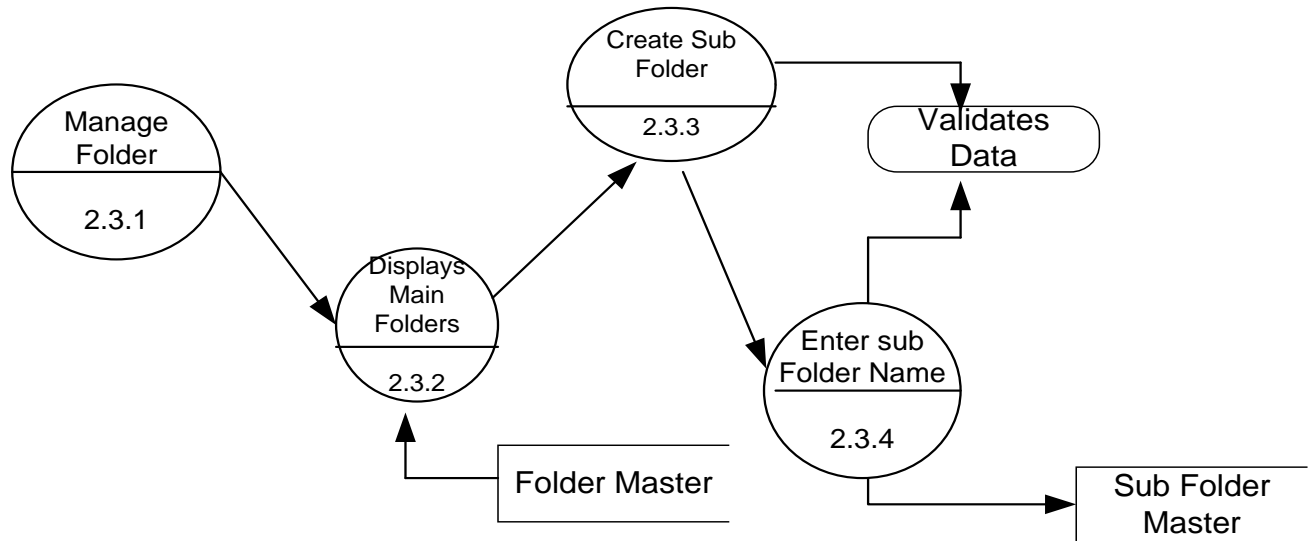 Manage
Folder
2.3.1
Displays
Main
Folders
2.3.2
Create Sub
Folder
2.3.3
Validates
Data
Enter sub
Folder Name
2.3.4
Folder Master
Sub Folder
Master